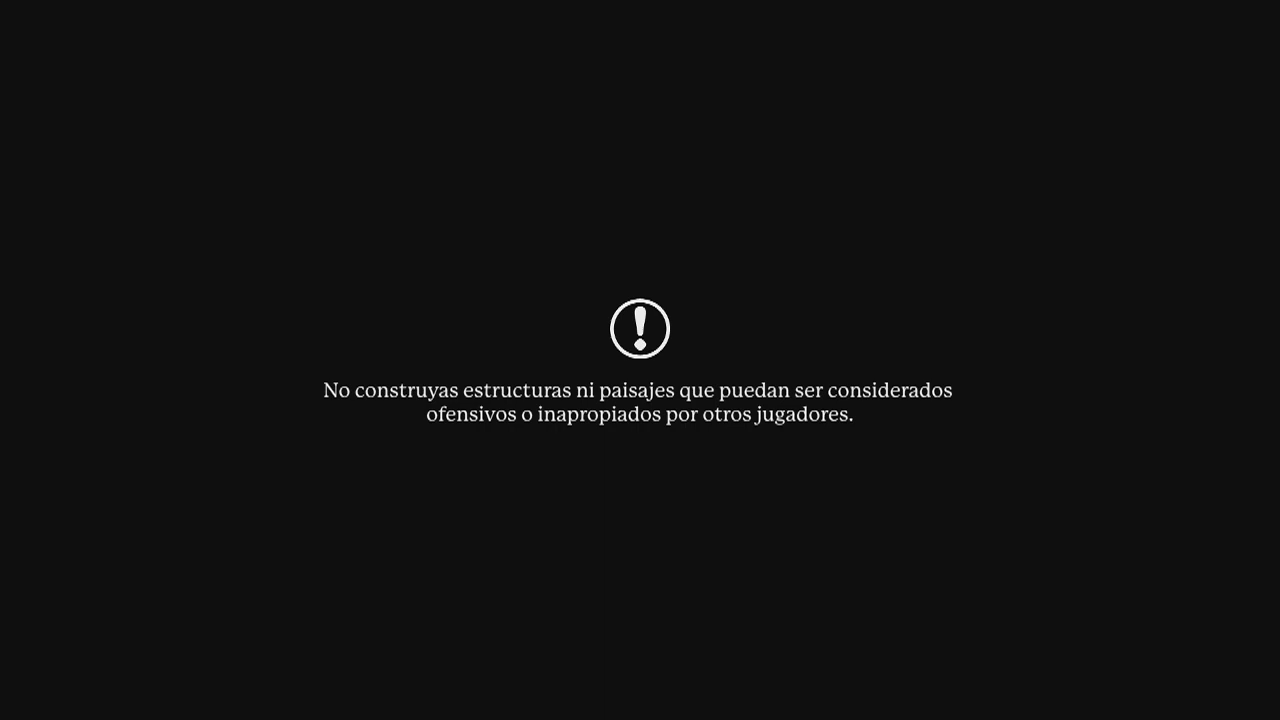 No construyas estructuras ni paisajes que puedan ser considerados
ofensivos o inapropiados por otros jugadores.